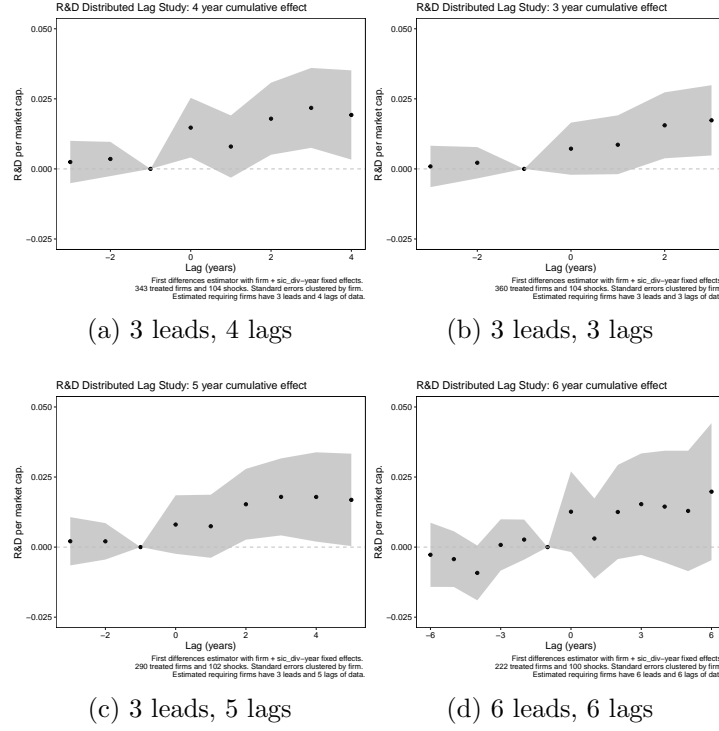 R&D Distributed Lag Study: 4 year cumulative effect
0.050
0.025
0.000
−0.025
R&D per market cap.
−2
0
2
4
Lag (years)
First differences estimator with firm + sic_div−year fixed effects.
343 treated firms and 104 shocks. Standard errors clustered by firm.
Estimated requiring firms have 3 leads and 4 lags of data.
(a) 3 leads, 4 lags
R&D Distributed Lag Study: 3 year cumulative effect
0.050
0.025
0.000
−0.025
R&D per market cap.
−2
0
2
Lag (years)
First differences estimator with firm + sic_div−year fixed effects.
360 treated firms and 104 shocks. Standard errors clustered by firm.
Estimated requiring firms have 3 leads and 3 lags of data.
(b) 3 leads, 3 lags
R&D Distributed Lag Study: 5 year cumulative effect
0.050
0.025
0.000
−0.025
R&D per market cap.
−2
0
2
4
Lag (years)
First differences estimator with firm + sic_div−year fixed effects.
290 treated firms and 102 shocks. Standard errors clustered by firm.
Estimated requiring firms have 3 leads and 5 lags of data.
(c) 3 leads, 5 lags
R&D Distributed Lag Study: 6 year cumulative effect
0.050
0.025
0.000
−0.025
R&D per market cap.
−6
−3
0
3
6
Lag (years)
First differences estimator with firm + sic_div−year fixed effects.
222 treated firms and 100 shocks. Standard errors clustered by firm.
Estimated requiring firms have 6 leads and 6 lags of data.
(d) 6 leads, 6 lags